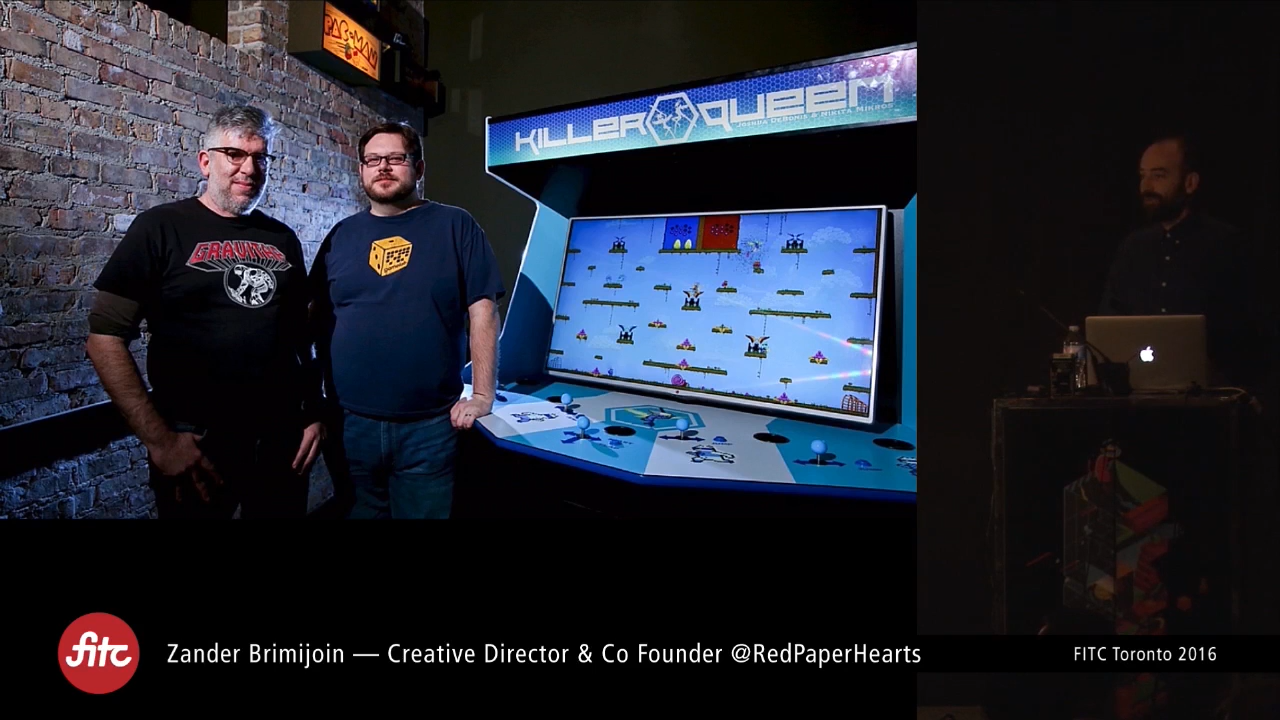 PAC-MAN
KILLER QUEEN
JOSHUA DEBONIS & NIKITA MIKROS
GRAVITAR
fitc
Zander Brimijoin — Creative Director & Co Founder @RedPaperHearts
FITC Toronto 2016